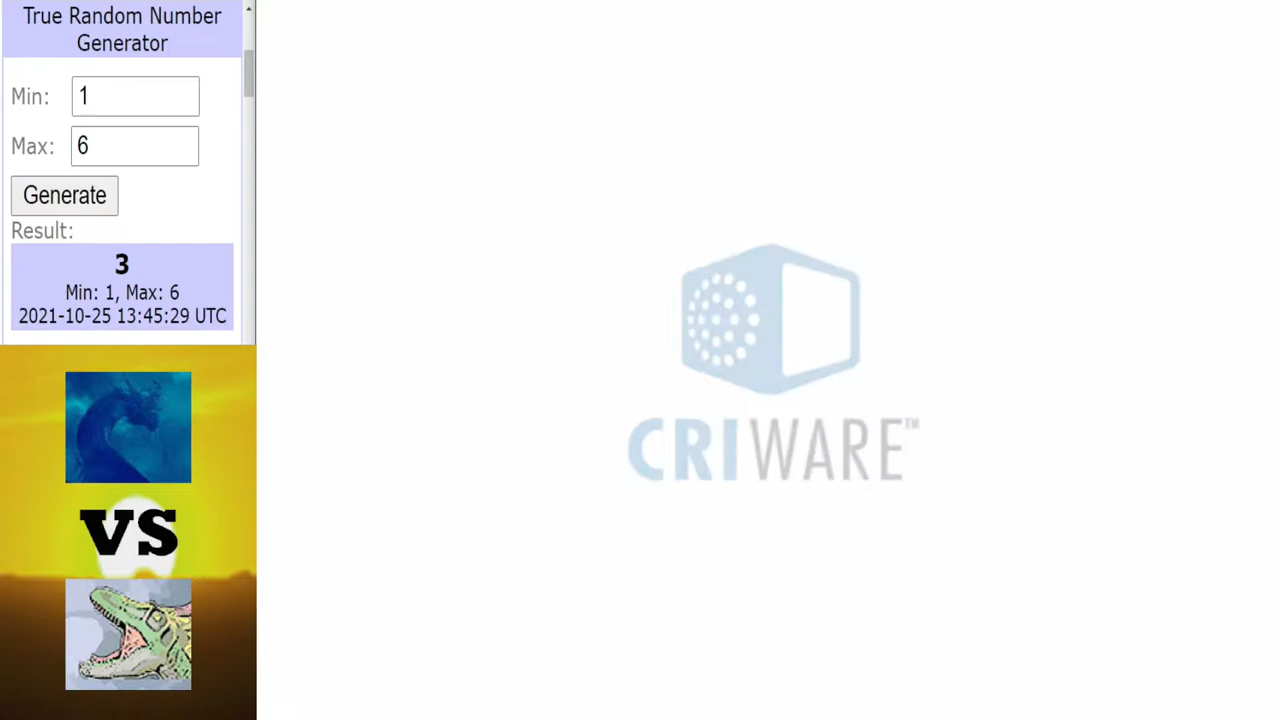 True Random Number
Generator
Min: 1
Max: 6
Generate
Result:
3
Min: 1, Max: 6
2021-10-25 13:45:29 UTC
vs
CRIWARE™